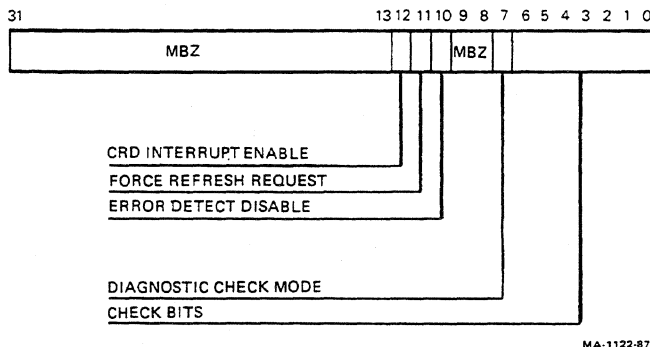 31 13 12 11 10 9 8 7 6 5 4 3 2 1 0
MBZ MBZ
CRD INTERRUPT ENABLE
FORCE REFRESH REQUEST
ERROR DETECT DISABLE
DIAGNOSTIC CHECK MODE
CHECK BITS
MA-1122-87